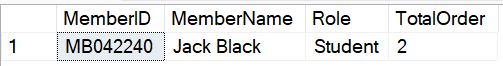 MemberID MemberName Role TotalOrder
1 MB042240 Jack Black Student 2